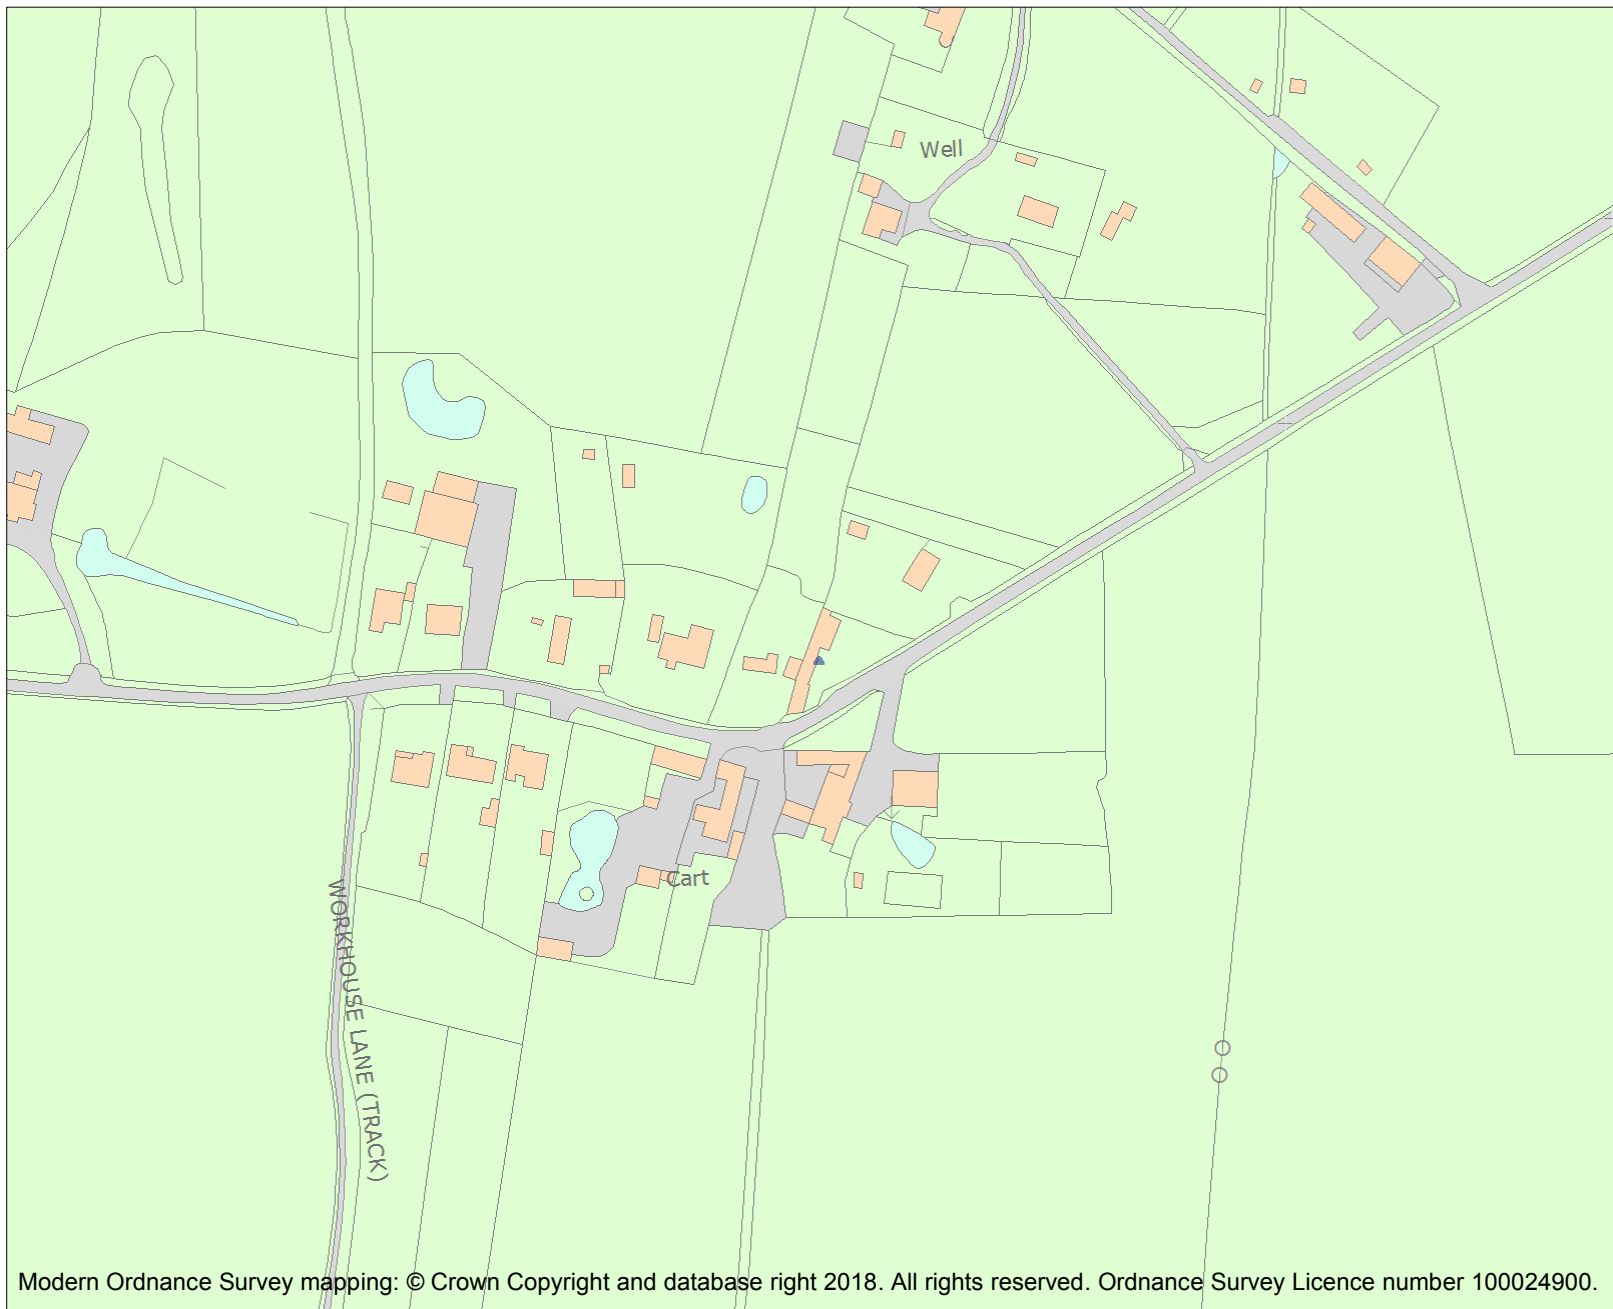 Well
Cart
WORKHOUSE LANE (TRACK)
Modern Ordnance Survey mapping: © Crown Copyright and database right 2018. All rights reserved. Ordnance Survey Licence number 100024900.